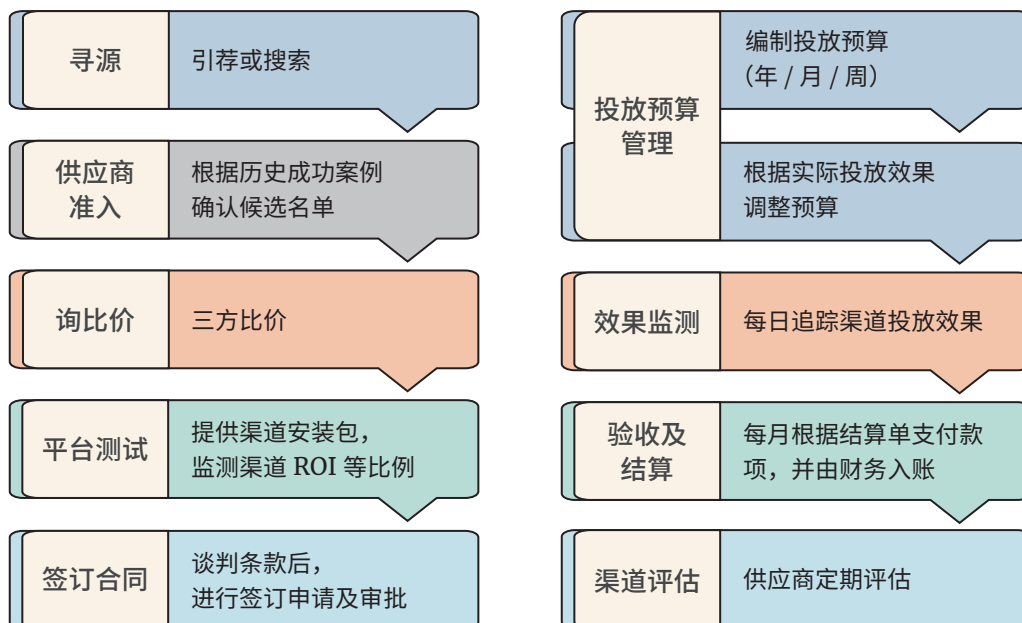 寻源
引荐或搜索
供应商
准入
根据历史成功案例
确认候选名单
询比价
三方比价
平台测试
提供渠道安装包，
监测渠道 ROI 等比例
签订合同
谈判条款后，
进行签订申请及审批
投放预算
管理
编制投放预算
（年 / 月 / 周）
根据实际投放效果
调整预算
效果监测
每日追踪渠道投放效果
验收及
结算
每月根据结算单支付款
项，并由财务入账
渠道评估
供应商定期评估